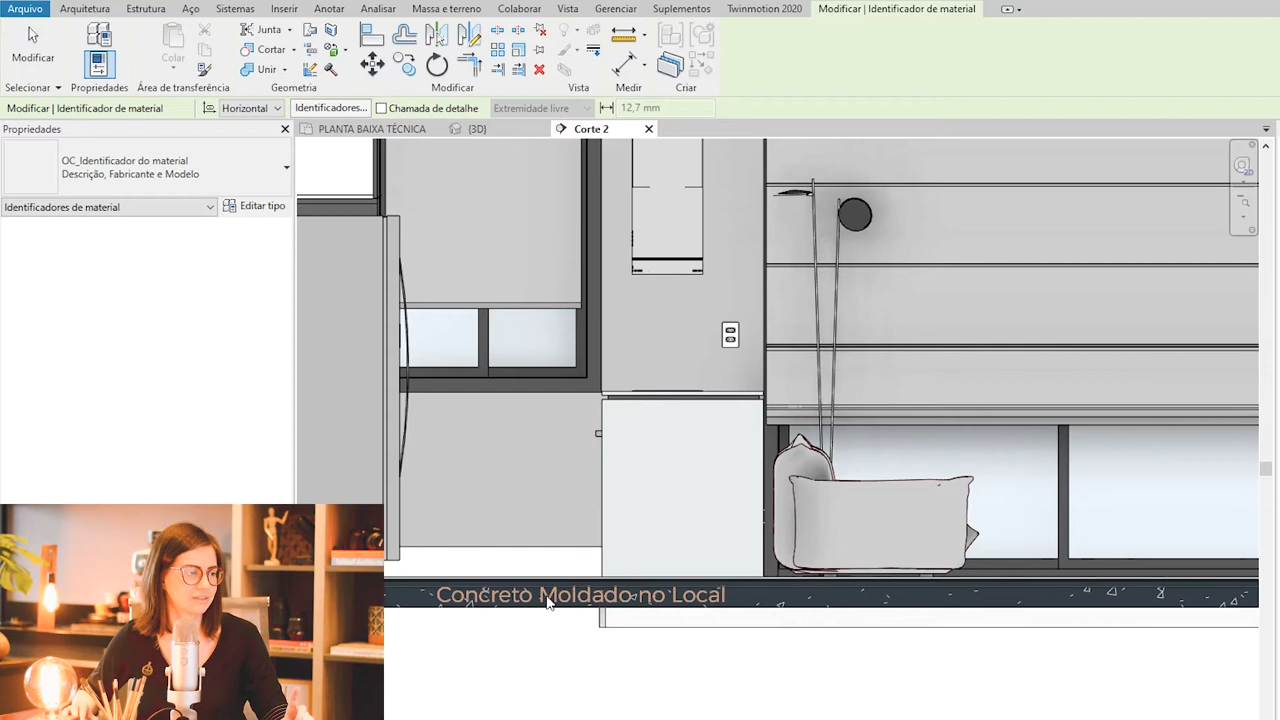 Arquivo Arquitetura Estrutura Aço Sistemas Inserir Anotar Analisar Massa e terreno Colaborar Vista Gerenciar Suplementos Twinmotion 2020 Modificar | Identificador de material
Junta
Cortar
Unir
Modificar
Colar
Selecionar Propriedades Área de transferência Geometria Modificar Vista Medir Criar
Modificar | Identificador de material Horizontal Identificadores... Chamada de detalhe Extremidade livre 12,7 mm
Propriedades
PLANTA BAIXA TÉCNICA {3D} Corte 2
OC_Identificador do material
Descrição, Fabricante e Modelo
Identificadores de material Editar tipo
2D
Concreto Moldado no Local